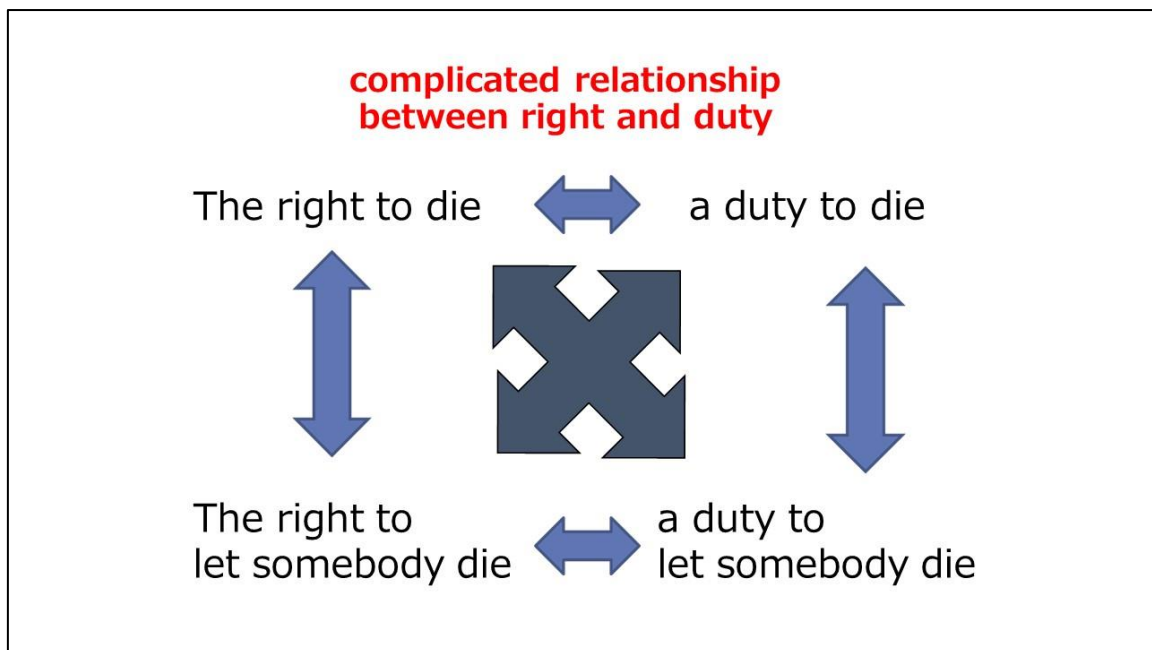 complicated relationship
between right and duty
The right to die
a duty to die
The right to
let somebody die
a duty to
let somebody die